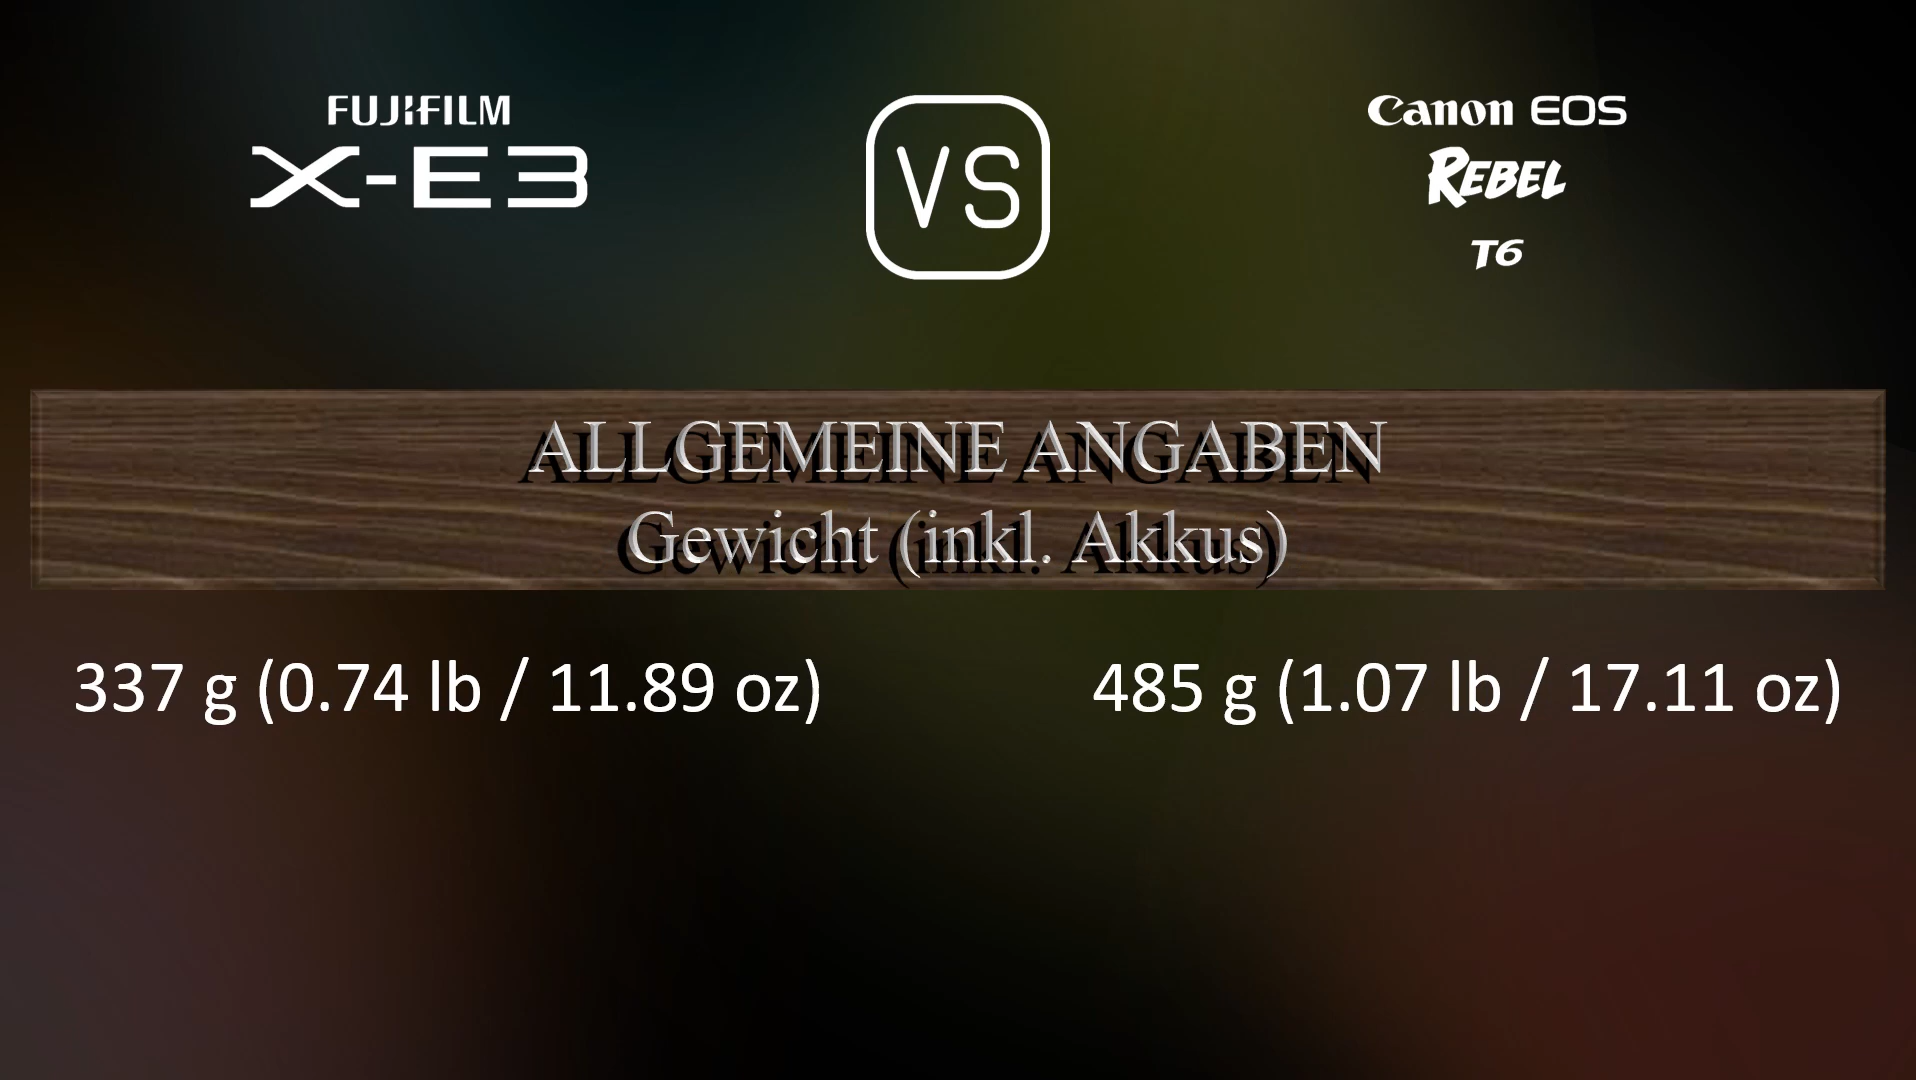 FUJIFILM
X-E3
VS
Canon EOS
REBEL
T6
ALLGEMEINE ANGABEN
Gewicht (inkl. Akkus)
337 g (0.74 lb / 11.89 oz)
485 g (1.07 lb / 17.11 oz)